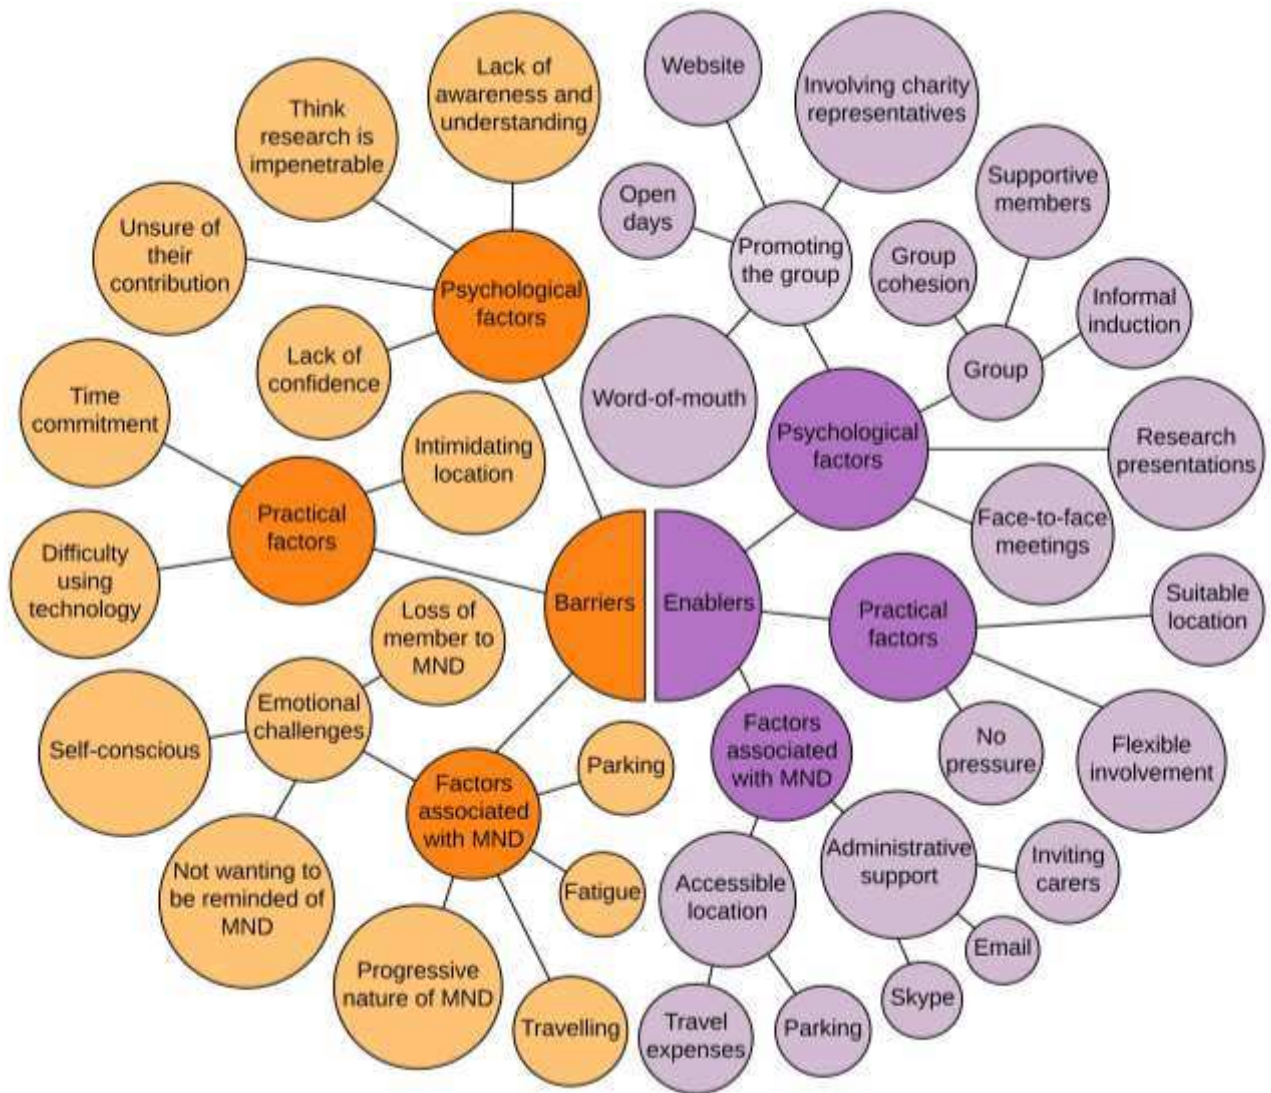 Lack of
awareness and
understanding
Think
research is
impenetrable
Unsure of
their
contribution
Psychological
factors
Lack of
confidence
Time
commitment
Intimidating
location
Practical
factors
Difficulty
using
technology
Barriers
Loss of
member to
MND
Emotional
challenges
Self-conscious
Not wanting to
be reminded of
MND
Factors
associated
with MND
Parking
Fatigue
Progressive
nature of MND
Travelling
Website
Involving charity
representatives
Open
days
Promoting
the group
Supportive
members
Group
cohesion
Informal
induction
Group
Word-of-mouth
Psychological
factors
Research
presentations
Face-to-face
meetings
Enablers
Practical
factors
Suitable
location
No
pressure
Flexible
involvement
Factors
associated
with MND
Administrative
support
Inviting
carers
Email
Skype
Accessible
location
Travel
expenses
Parking